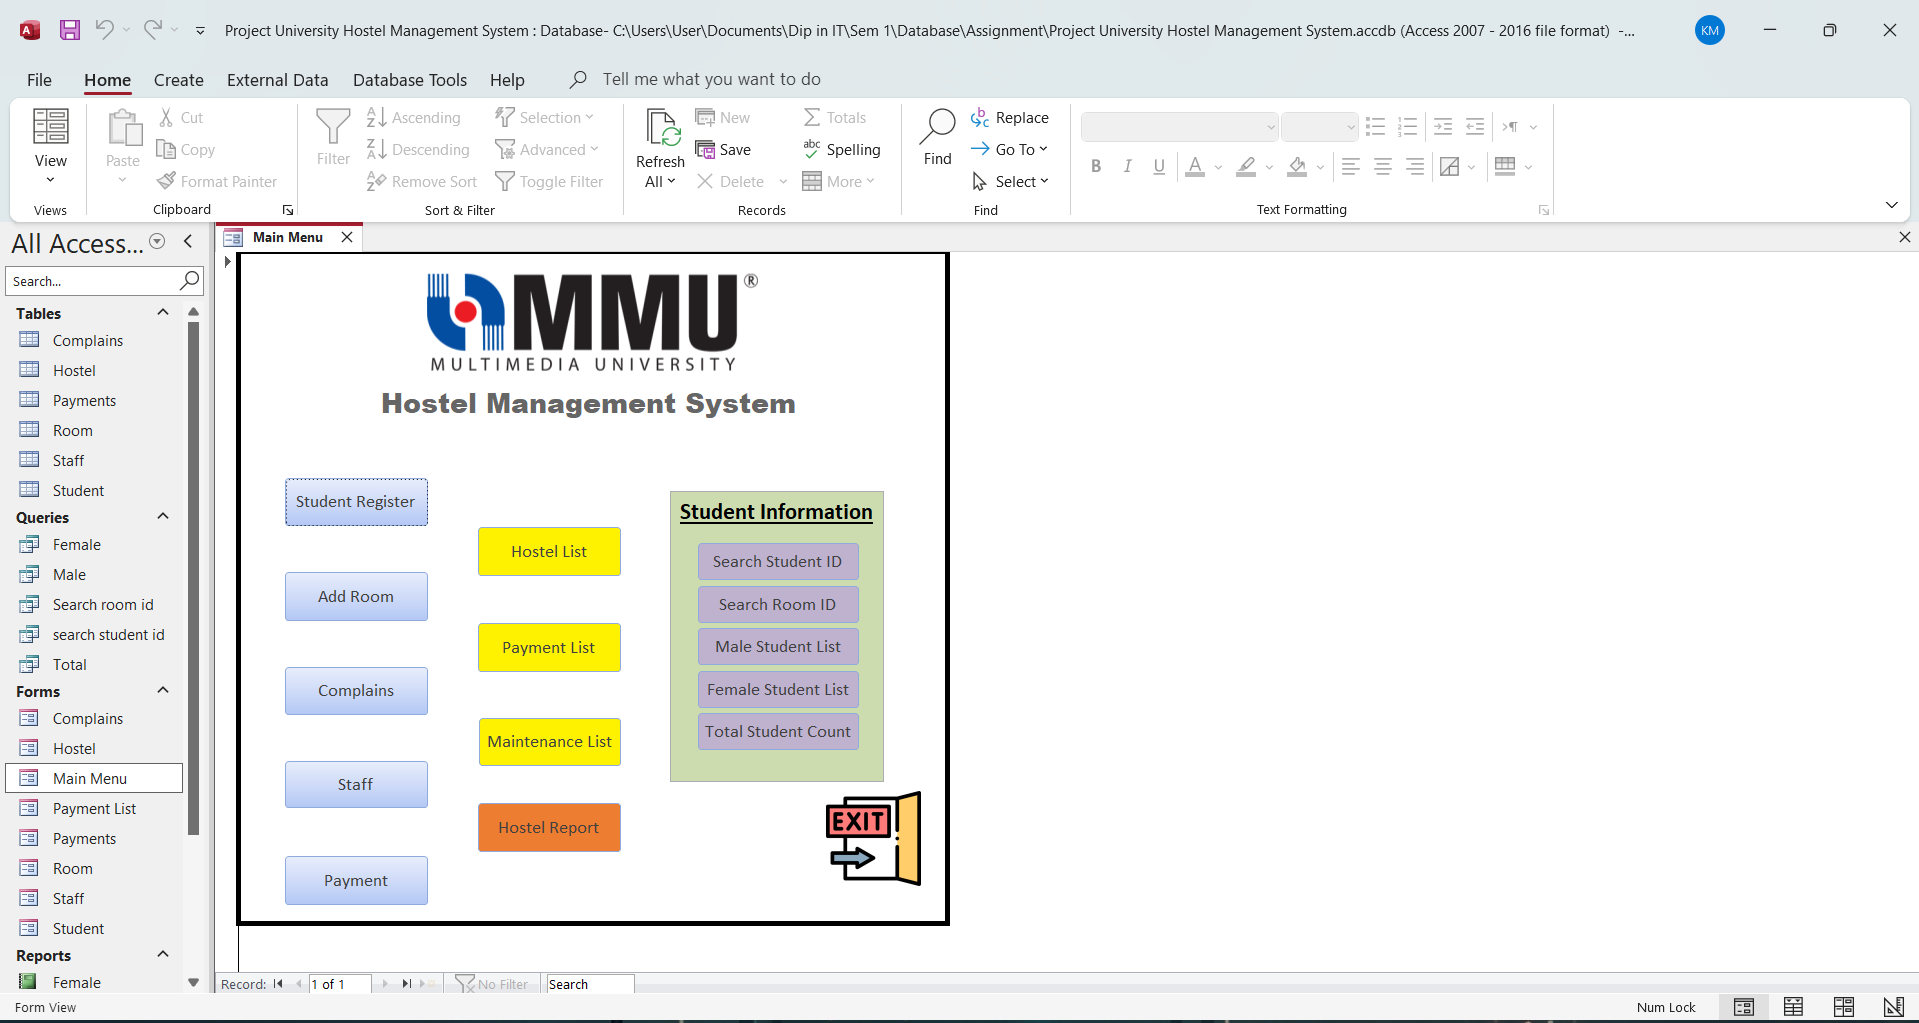 Project University Hostel Management System : Database- C:\Users\User\Documents\Dip in IT\Sem 1\Database\Assignment\Project University Hostel Management System.accdb (Access 2007 - 2016 file format) -...
KM
File Home Create External Data Database Tools Help Tell me what you want to do
View
Views
Paste
Cut
Copy
Format Painter
Clipboard
Filter
Ascending
Descending
Remove Sort
Selection
Advanced
Toggle Filter
Sort & Filter
Refresh
All
New
Save
Delete
Totals
Spelling
More
Records
Find
Replace
Go To
Select
Find
B I U A
Text Formatting
All Access...
Search...
Tables
Complains
Hostel
Payments
Room
Staff
Student
Queries
Female
Male
Search room id
search student id
Total
Forms
Complains
Hostel
Main Menu
Payment List
Payments
Room
Staff
Student
Reports
Female
Main Menu
MMU®
MULTIMEDIA UNIVERSITY
Hostel Management System
Student Register
Add Room
Complains
Staff
Payment
Hostel List
Payment List
Maintenance List
Hostel Report
Student Information
Search Student ID
Search Room ID
Male Student List
Female Student List
Total Student Count
EXIT
Record: 1 of 1 No Filter Search
Form View
Num Lock